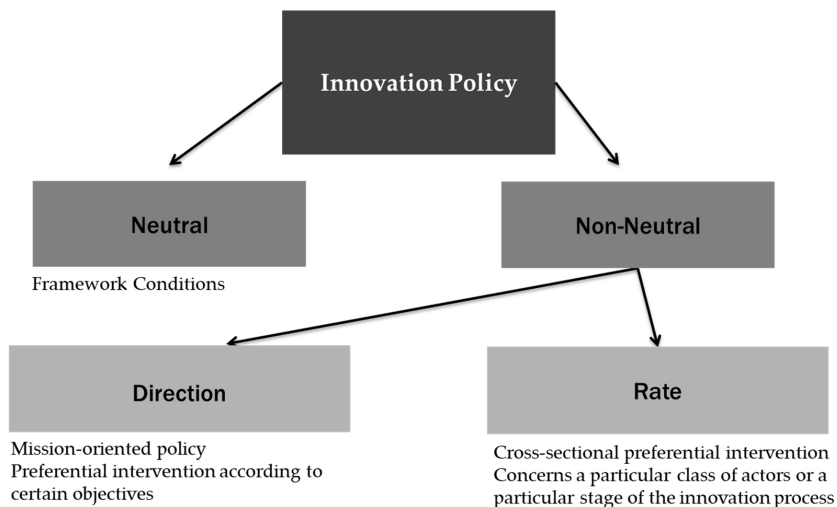 Innovation Policy
Neutral
Non-Neutral
Framework Conditions
Direction
Rate
Mission-oriented policy
Preferential intervention according to
certain objectives
Cross-sectional preferential intervention
Concerns a particular class of actors or a
particular stage of the innovation process